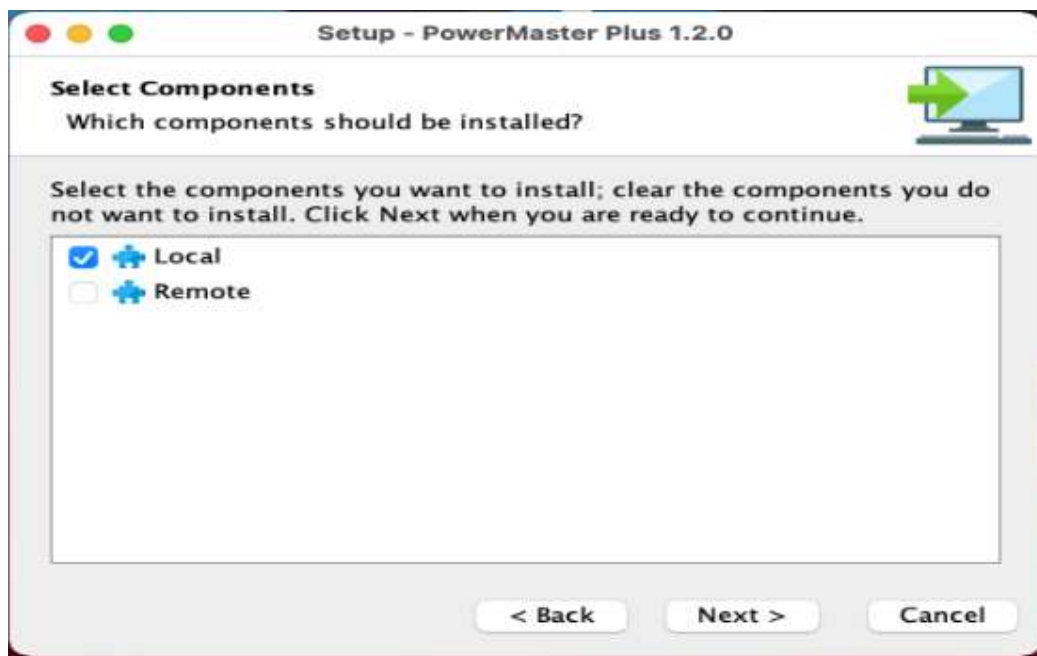 Setup - PowerMaster Plus 1.2.0
Select Components
Which components should be installed?
Select the components you want to install; clear the components you do
not want to install. Click Next when you are ready to continue.
Local
Remote
< Back Next > Cancel